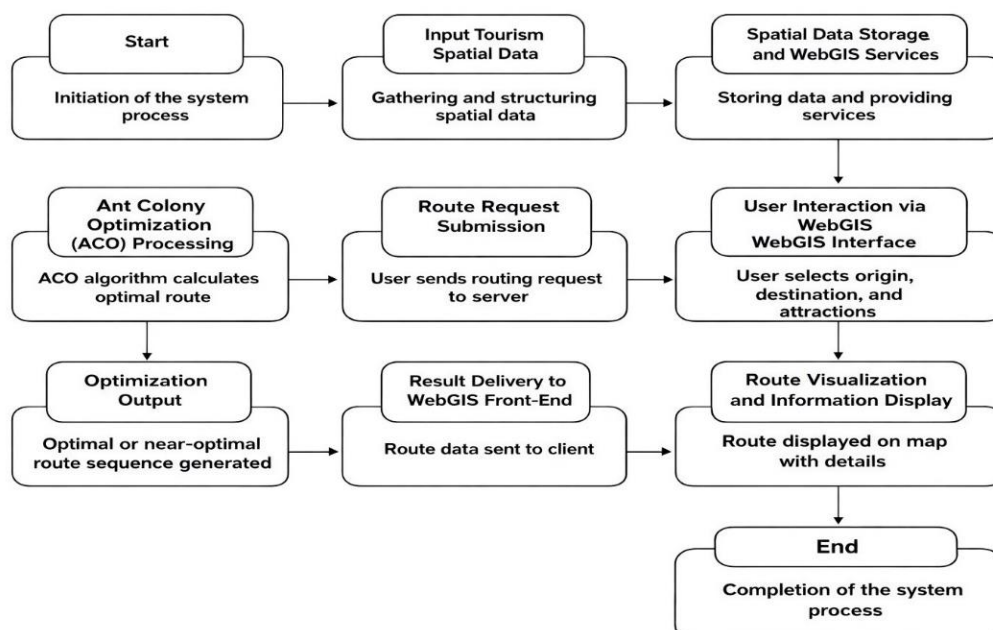 Start
Initiation of the system
process
Input Tourism
Spatial Data
Gathering and structuring
spatial data
Spatial Data Storage
and WebGIS Services
Storing data and providing
services
Ant Colony
Optimization
(ACO) Processing
ACO algorithm calculates
optimal route
Route Request
Submission
User sends routing request
to server
User Interaction via
WebGIS
WebGIS Interface
User selects origin,
destination, and
attractions
Optimization
Output
Optimal or near-optimal
route sequence generated
Result Delivery to
WebGIS Front-End
Route data sent to client
Route Visualization
and Information Display
Route displayed on map
with details
End
Completion of the system
process